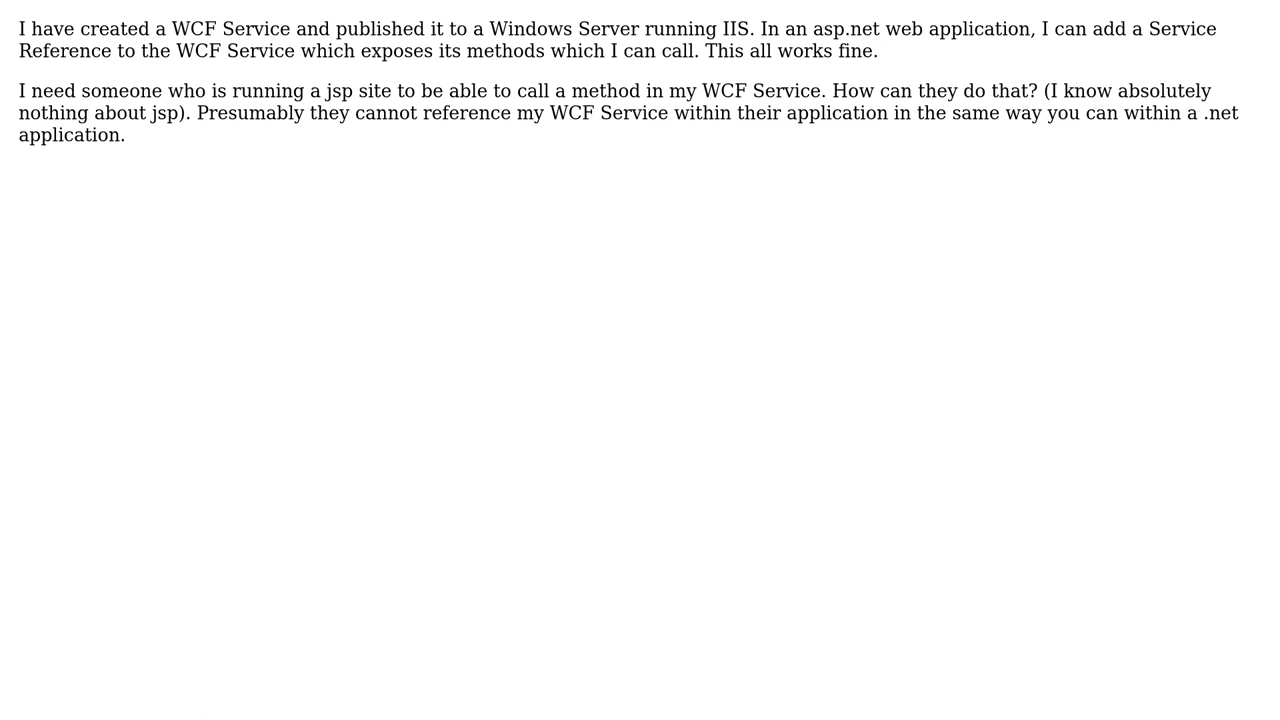 I have created a WCF Service and published it to a Windows Server running IIS. In an asp.net web application, I can add a Service
Reference to the WCF Service which exposes its methods which I can call. This all works fine.
I need someone who is running a jsp site to be able to call a method in my WCF Service. How can they do that? (I know absolutely
nothing about jsp). Presumably they cannot reference my WCF Service within their application in the same way you can within a .net
application.